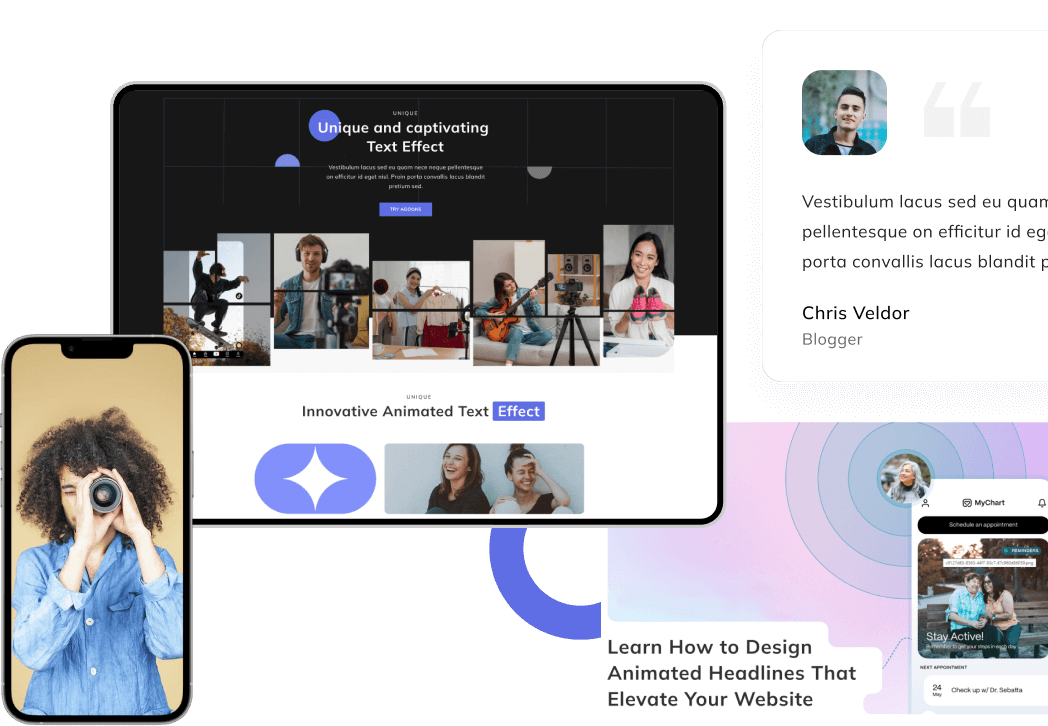 UNIQUE
Unique and captivating
Text Effect
Vestibulum lacus sed eu quam nece neque pellentesque
on efficitur id eget nisl. Proin porta convallis lacus blandit
pretium sed.
TRY ADDONS
UNIQUE
Innovative Animated Text Effect
Vestibulum lacus sed eu quam
pellentesque on efficitur id eg
porta convallis lacus blandit p
Chris Veldor
Blogger
MyChart
Schedule an appointment
REMINDERS
Stay Active!
Remember to get your steps in each day
NEXT APPOINTMENT
24
May
Check up w/ Dr. Sebatta
Learn How to Design
Animated Headlines That
Elevate Your Website